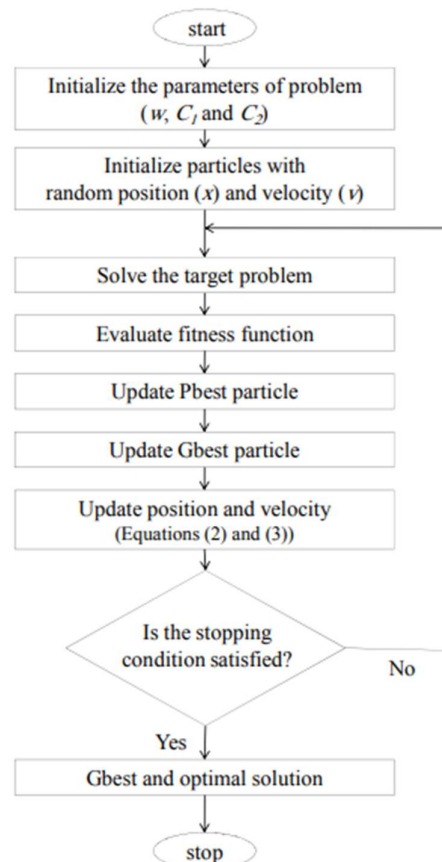 start
Initialize the parameters of problem
(w, C₁ and C₂)
Initialize particles with
random position (x) and velocity (v)
Solve the target problem
Evaluate fitness function
Update Pbest particle
Update Gbest particle
Update position and velocity
(Equations (2) and (3))
Is the stopping
condition satisfied?
No
Yes
Gbest and optimal solution
stop